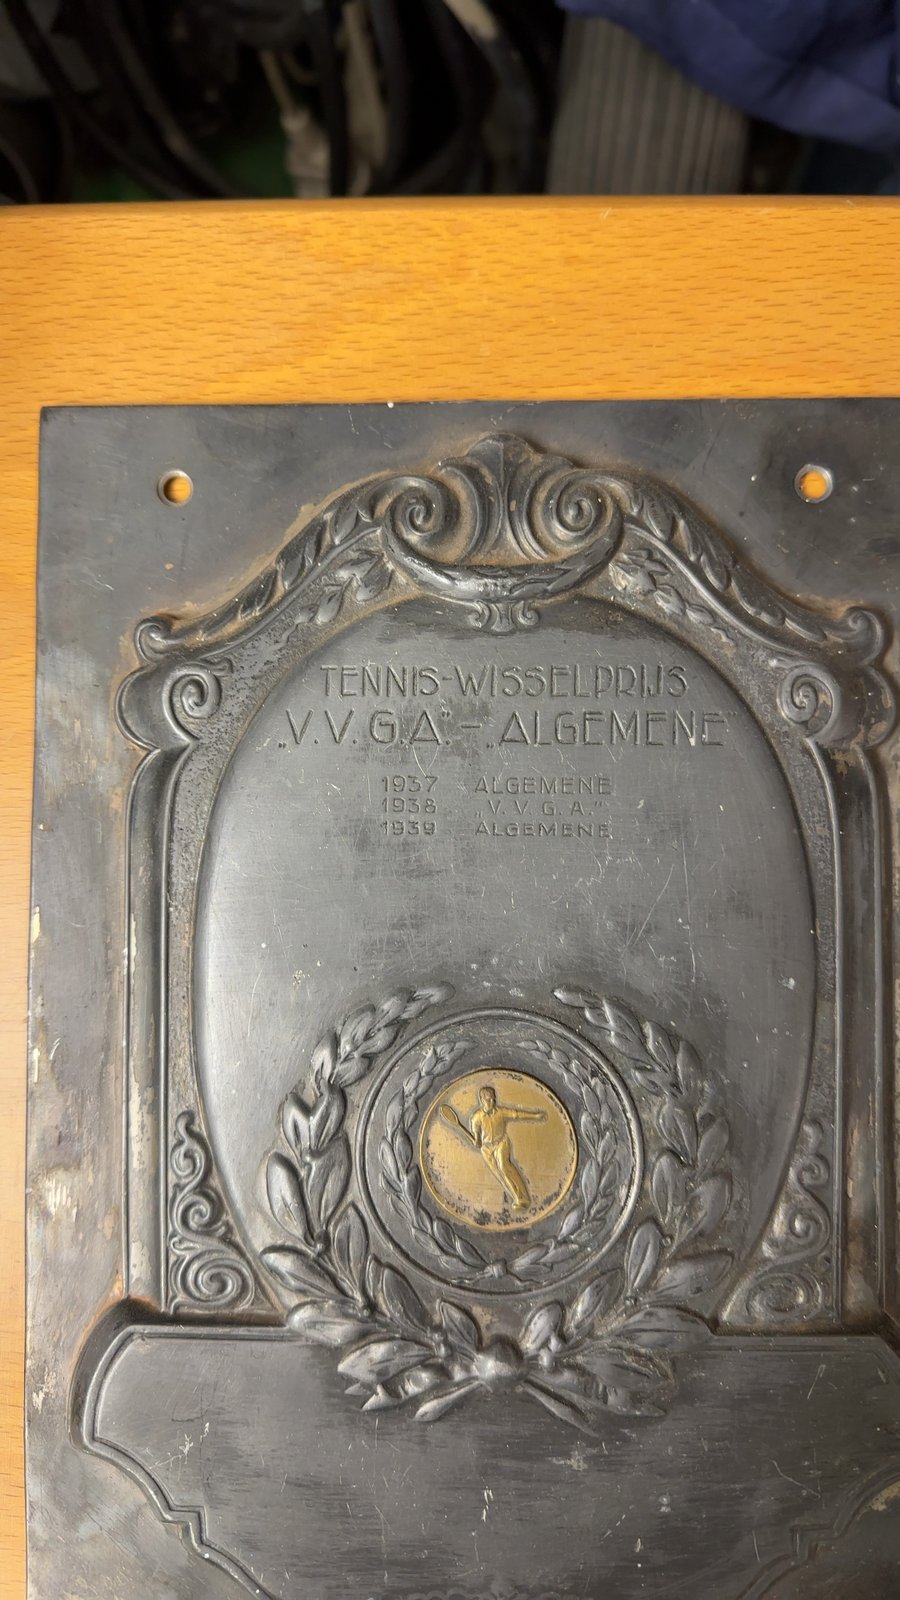 TENNIS-WISSELPRIJS
„V.V.G.A.” – „ALGEMENE”
1937 ALGEMENE
1938 „V.V.G.A.”
1939 ALGEMENE